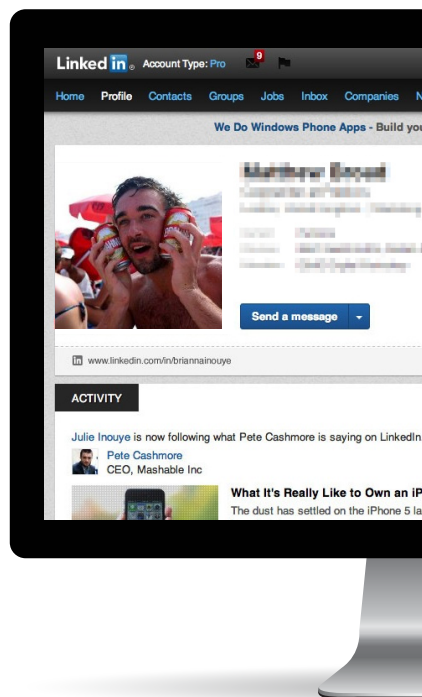 Linked in ® Account Type: Pro 9
Home Profile Contacts Groups Jobs Inbox Companies N
We Do Windows Phone Apps - Build you
Send a message
in www.linkedin.com/in/briannainouye
ACTIVITY
Julie Inouye is now following what Pete Cashmore is saying on LinkedIn
Pete Cashmore
CEO, Mashable Inc
What It's Really Like to Own an iP
The dust has settled on the iPhone 5 la